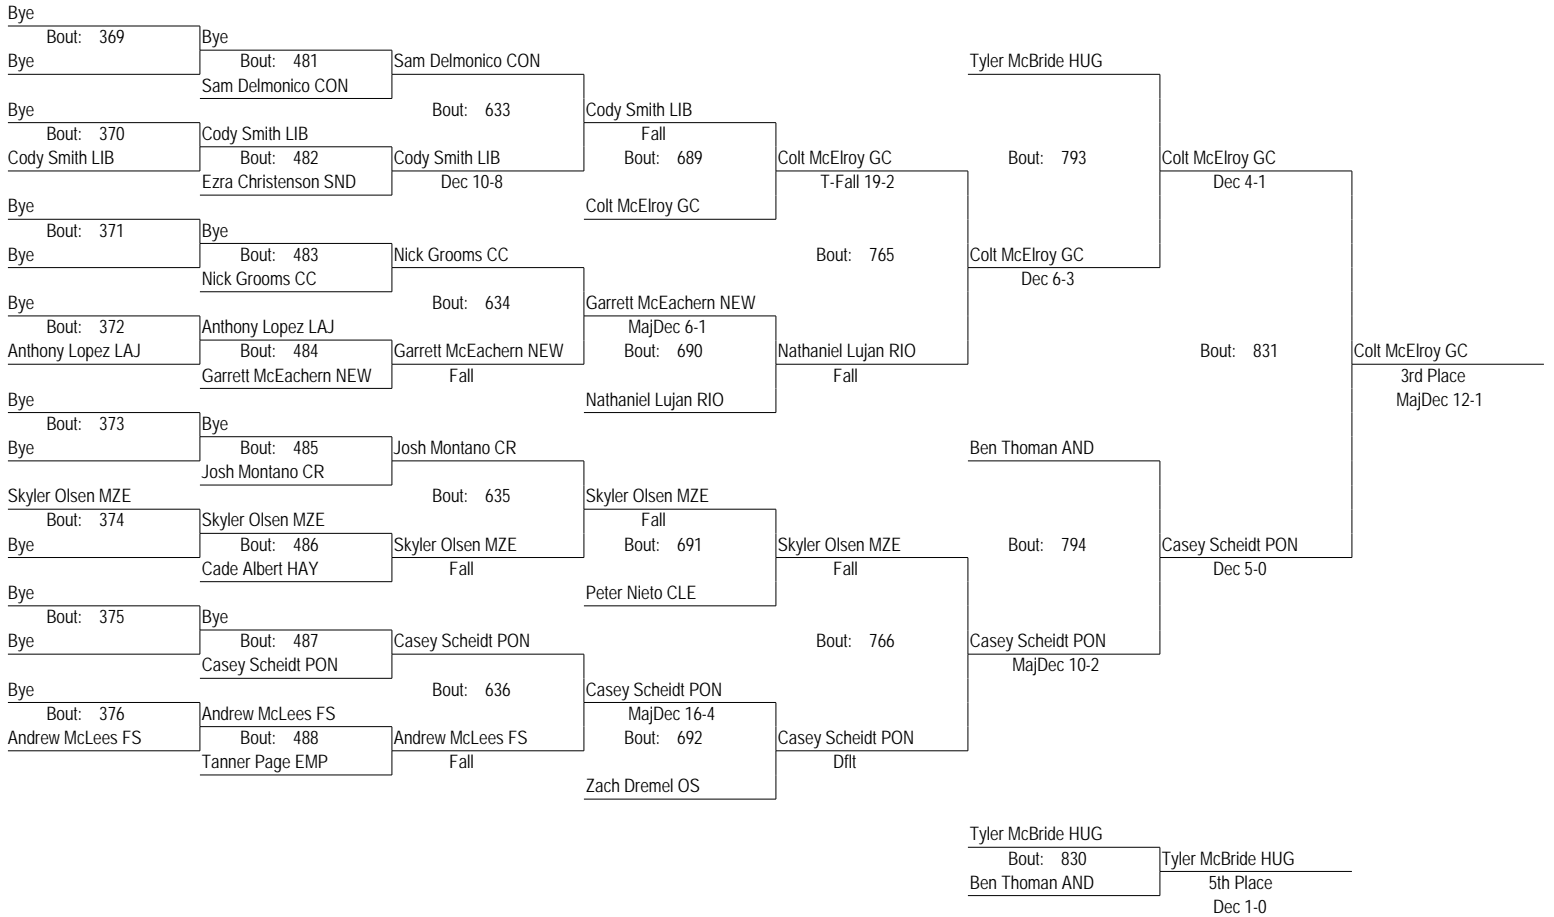 Bye
Bout: 369 Bye
Bye Bout: 481 Sam Delmonico CON Tyler McBride HUG
Sam Delmonico CON
Bye Bout: 633 Cody Smith LIB
Bout: 370 Cody Smith LIB Fall
Cody Smith LIB Bout: 482 Cody Smith LIB Bout: 689 Colt McElroy GC Bout: 793 Colt McElroy GC
Ezra Christenson SND Dec 10-8 T-Fall 19-2 Dec 4-1
Bye Colt McElroy GC
Bout: 371 Bye
Bye Bout: 483 Nick Grooms CC Bout: 765 Colt McElroy GC
Nick Grooms CC Dec 6-3
Bye Bout: 634 Garrett McEachern NEW
Bout: 372 Anthony Lopez LAJ MajDec 6-1
Anthony Lopez LAJ Bout: 484 Garrett McEachern NEW Bout: 690 Nathaniel Lujan RIO Bout: 831 Colt McElroy GC
Garrett McEachern NEW Fall Fall 3rd Place
Bye Nathaniel Lujan RIO MajDec 12-1
Bout: 373 Bye
Bye Bout: 485 Josh Montano CR Ben Thoman AND
Josh Montano CR
Skyler Olsen MZE Bout: 635 Skyler Olsen MZE
Bout: 374 Skyler Olsen MZE Fall
Bye Bout: 486 Skyler Olsen MZE Bout: 691 Skyler Olsen MZE Bout: 794 Casey Scheidt PON
Cade Albert HAY Fall Fall Dec 5-0
Bye Peter Nieto CLE
Bout: 375 Bye
Bye Bout: 487 Casey Scheidt PON Bout: 766 Casey Scheidt PON
Casey Scheidt PON MajDec 10-2
Bye Bout: 636 Casey Scheidt PON
Bout: 376 Andrew McLees FS MajDec 16-4
Andrew McLees FS Bout: 488 Andrew McLees FS Bout: 692 Casey Scheidt PON
Tanner Page EMP Fall Dflt
Zach Dremel OS
Tyler McBride HUG
Bout: 830 Tyler McBride HUG
Ben Thoman AND 5th Place
Dec 1-0